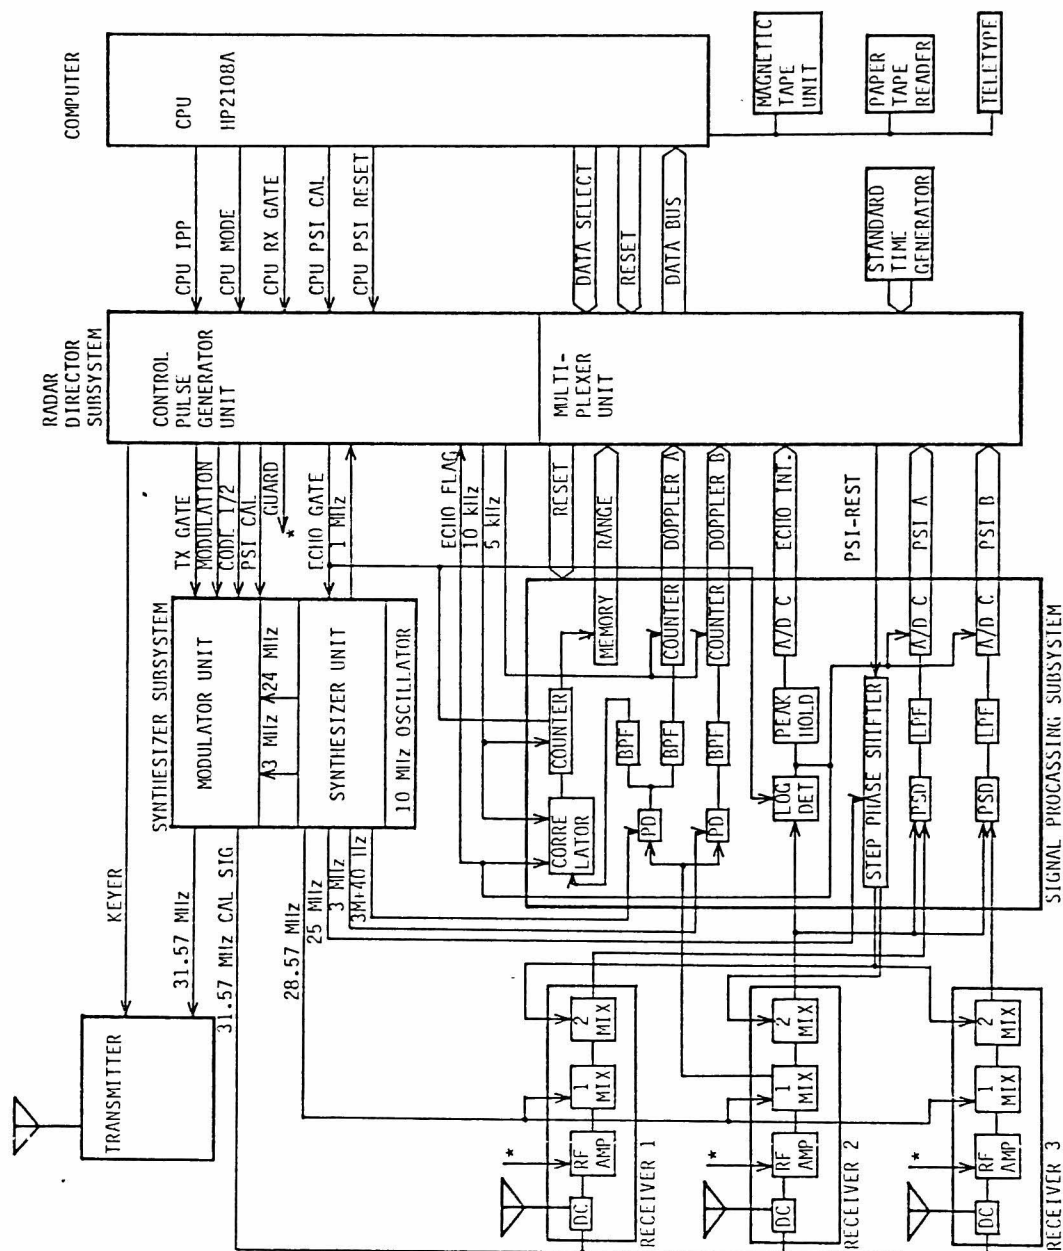 COMPUTER
CPU
HP2108A
MAGNETIC
TAPE
UNIT
PAPER
TAPE
READER
TELETYPE
CPU IPP
CPU MODE
CPU RX GATE
CPU PSI CAL
CPU PSI RESET
DATA SELECT
RESET
DATA BUS
STANDARD
TIME
GENERATOR
RADAR
DIRECTOR
SUBSYSTEM
CONTROL
PULSE
GENERATOR
UNIT
MULTI-
PLEXER
UNIT
TX GATE
MODULATION
CODE 1/2
PSI CAL
GUARD
*
ECHO GATE
1 MHz
ECHO FLAG
10 kHz
5 kHz
RESET
RANGE
DOPPLER A
DOPPLER B
ECHO INT.
PSI-REST
PSI A
PSI B
SYNTHESIZER SUBSYSTEM
MODULATOR UNIT
3 MHz
24 MHz
SYNTHESIZER UNIT
10 MHz OSCILLATOR
MEMORY
COUNTER
COUNTER
COUNTER
A/D C
A/D C
A/D C
BPF
BPF
BPF
PEAK
HOLD
LPF
LPF
CORRE
LATOR
PD
PD
LOG
DET
STEP PHASE SHIFTER
PSD
PSD
SIGNAL PROCASSING SUBSYSTEM
KEYER
31.57 MHz
31.57 MHz CAL SIG
28.57 MHz
25 MHz
3 MHz
3M+40 Hz
TRANSMITTER
2
MIX
1
MIX
RF
AMP
DC
*
RECEIVER 1
2
MIX
1
MIX
RF
AMP
DC
*
RECEIVER 2
2
MIX
1
MIX
RF
AMP
DC
*
RECEIVER 3